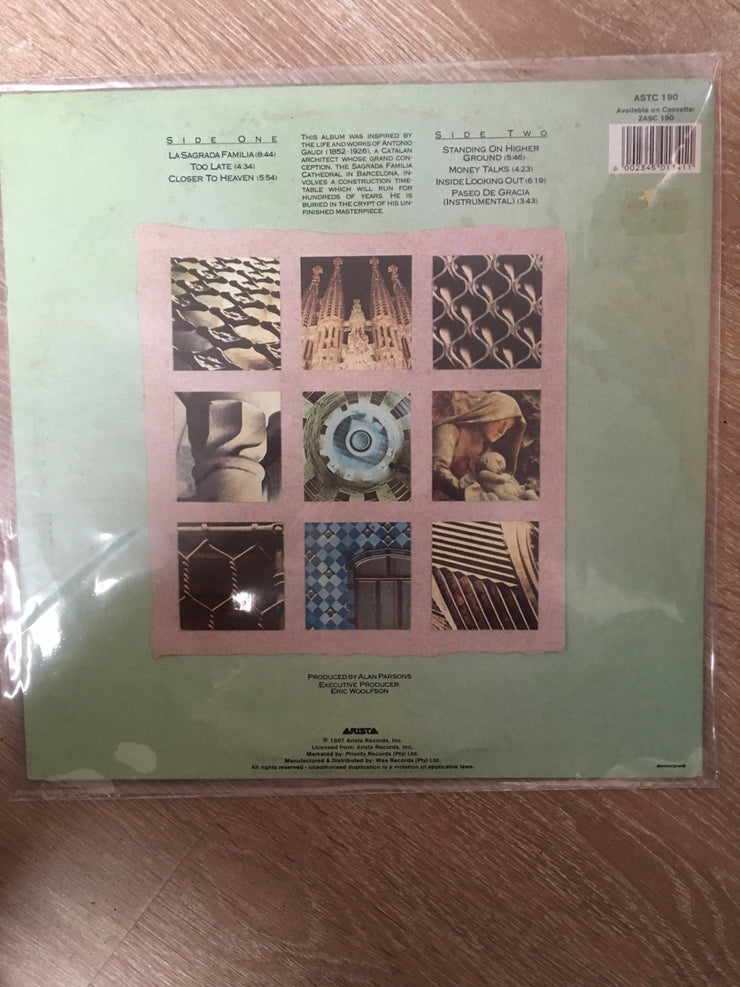 ASTC 190
Available on Cassette:
ZASC 190
6 002345 013411
SIDE ONE
LA SAGRADA FAMILIA (8:44)
TOO LATE (4:34)
CLOSER TO HEAVEN (5:54)
THIS ALBUM WAS INSPIRED BY
THE LIFE AND WORKS OF ANTONIO
GAUDI (1852-1926), A CATALAN
ARCHITECT WHOSE GRAND CON-
CEPTION, THE SAGRADA FAMILIA
CATHEDRAL IN BARCELONA, IN-
VOLVES A CONSTRUCTION TIME-
TABLE WHICH WILL RUN FOR
HUNDREDS OF YEARS. HE IS
BURIED IN THE CRYPT OF HIS UN-
FINISHED MASTERPIECE.
SIDE TWO
STANDING ON HIGHER
GROUND (5:46)
MONEY TALKS (4:23)
INSIDE LOOKING OUT (6:19)
PASEO DE GRACIA
(INSTRUMENTAL) (3:43)
PRODUCED BY ALAN PARSONS
EXECUTIVE PRODUCER:
ERIC WOOLFSON
ARISTA
℗ 1987 Arista Records, Inc.
Licensed from: Arista Records, Inc.
Marketed by: Priority Records (Pty) Ltd.
Manufactured & Distributed by: Wea Records (Pty) Ltd.
All rights reserved - unauthorised duplication is a violation of applicable laws.